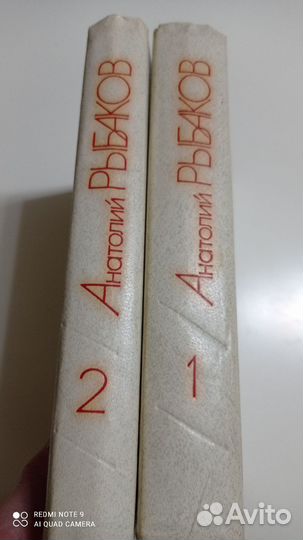 Анатолий РЫБАКОВ
2
Анатолий РЫБАКОВ
1
REDMI NOTE 9
AI QUAD CAMERA
Avito